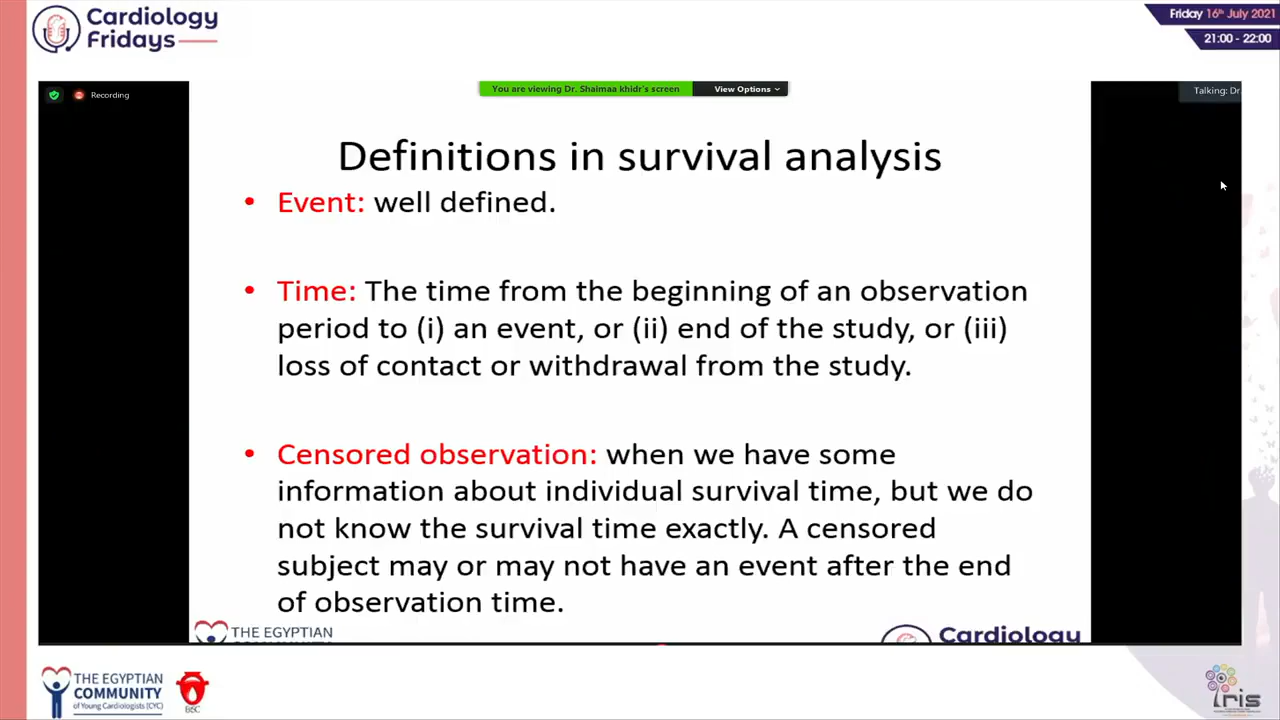 Cardiology
Fridays
Friday 16th July 2021
21:00 - 22:00
Recording
You are viewing Dr. Shaimaa khidr's screen
View Options
Talking: Dr
Definitions in survival analysis
• Event: well defined.
• Time: The time from the beginning of an observation
period to (i) an event, or (ii) end of the study, or (iii)
loss of contact or withdrawal from the study.
• Censored observation: when we have some
information about individual survival time, but we do
not know the survival time exactly. A censored
subject may or may not have an event after the end
of observation time.
THE EGYPTIAN
Cardiology
THE EGYPTIAN
COMMUNITY
of Young Cardiologists (CYC)
BSC
iris